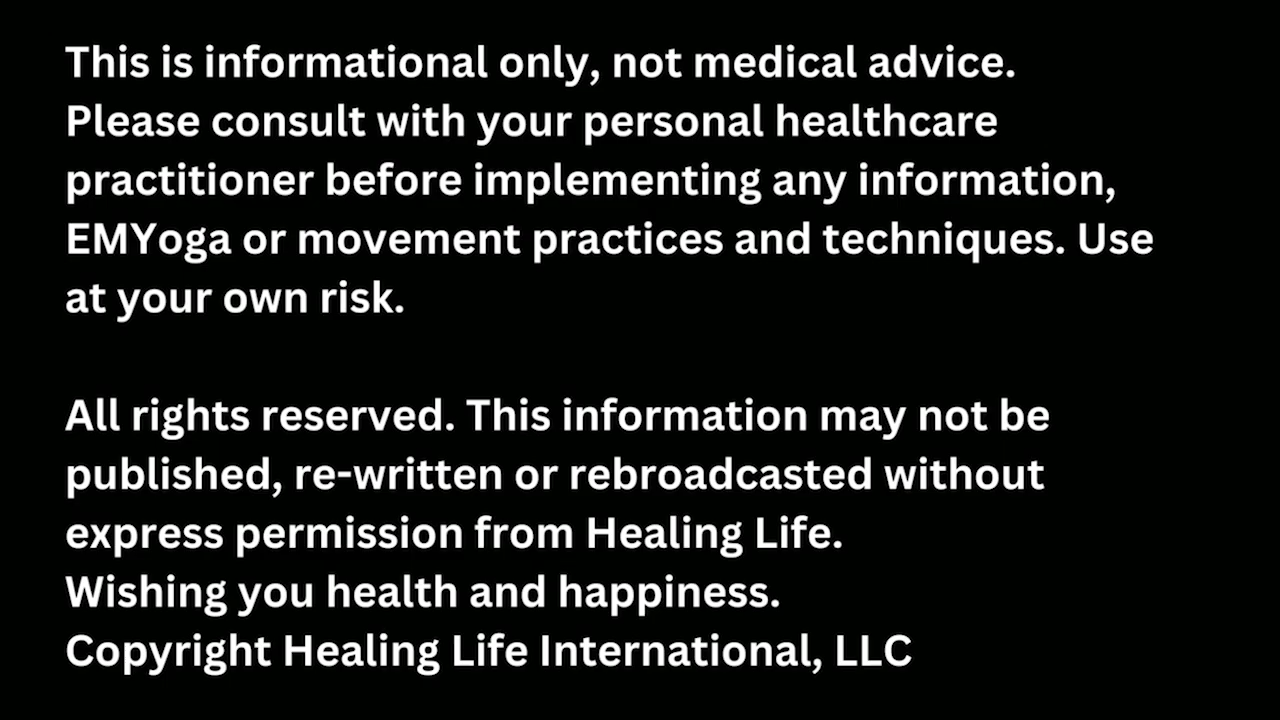 This is informational only, not medical advice.
Please consult with your personal healthcare
practitioner before implementing any information,
EMYoga or movement practices and techniques. Use
at your own risk.
All rights reserved. This information may not be
published, re-written or rebroadcasted without
express permission from Healing Life.
Wishing you health and happiness.
Copyright Healing Life International, LLC